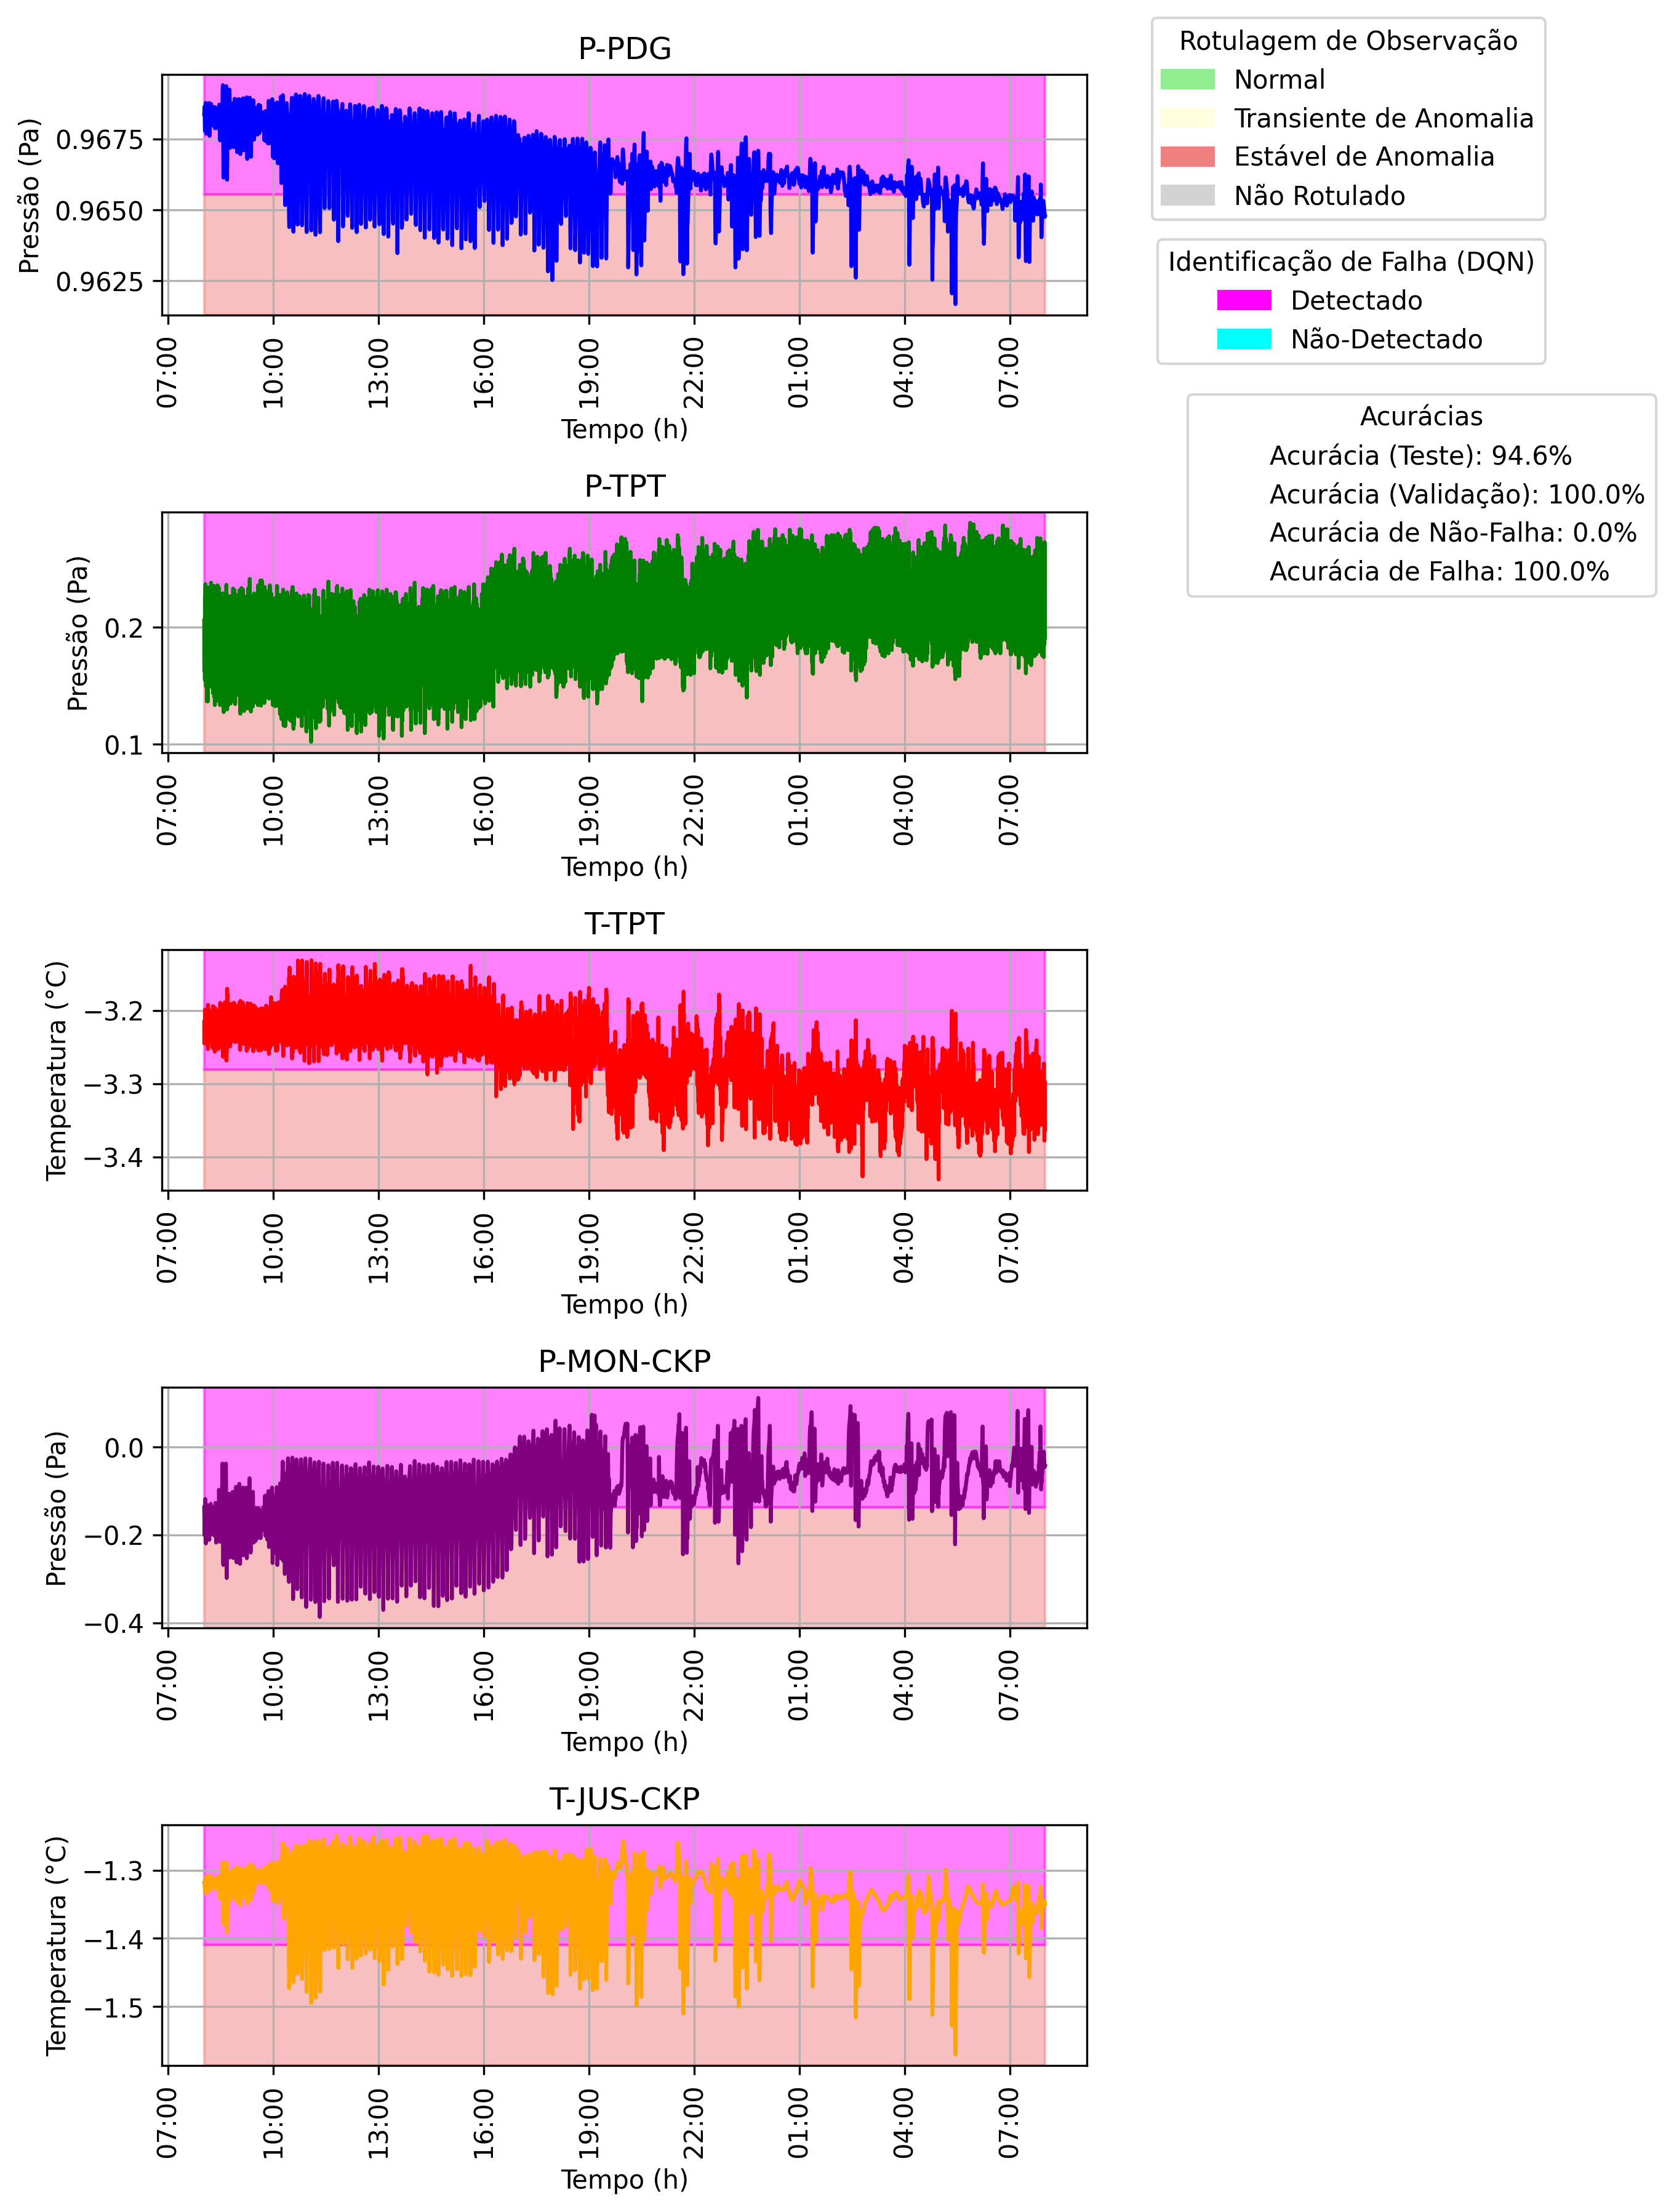 P-PDG
Pressão (Pa)
0.9675
0.9650
0.9625
07:00
10:00
13:00
16:00
19:00
22:00
01:00
04:00
07:00
Tempo (h)
Rotulagem de Observação
Normal
Transiente de Anomalia
Estável de Anomalia
Não Rotulado
Identificação de Falha (DQN)
Detectado
Não-Detectado
Acurácias
Acurácia (Teste): 94.6%
Acurácia (Validação): 100.0%
Acurácia de Não-Falha: 0.0%
Acurácia de Falha: 100.0%
P-TPT
Pressão (Pa)
0.2
0.1
07:00
10:00
13:00
16:00
19:00
22:00
01:00
04:00
07:00
Tempo (h)
T-TPT
Temperatura (°C)
−3.2
−3.3
−3.4
07:00
10:00
13:00
16:00
19:00
22:00
01:00
04:00
07:00
Tempo (h)
P-MON-CKP
Pressão (Pa)
0.0
−0.2
−0.4
07:00
10:00
13:00
16:00
19:00
22:00
01:00
04:00
07:00
Tempo (h)
T-JUS-CKP
Temperatura (°C)
−1.3
−1.4
−1.5
07:00
10:00
13:00
16:00
19:00
22:00
01:00
04:00
07:00
Tempo (h)